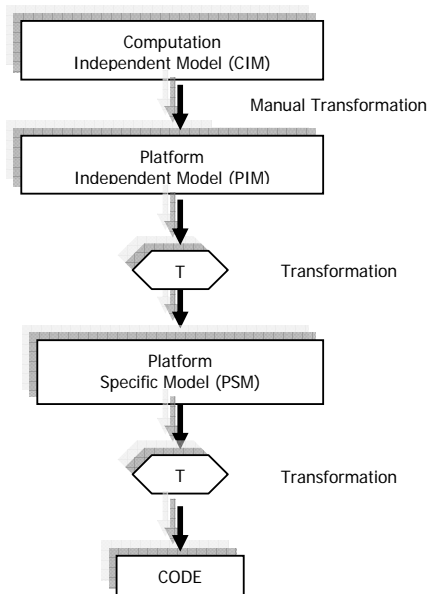 Computation
Independent Model (CIM)
Manual Transformation
Platform
Independent Model (PIM)
T
Transformation
Platform
Specific Model (PSM)
T
Transformation
CODE